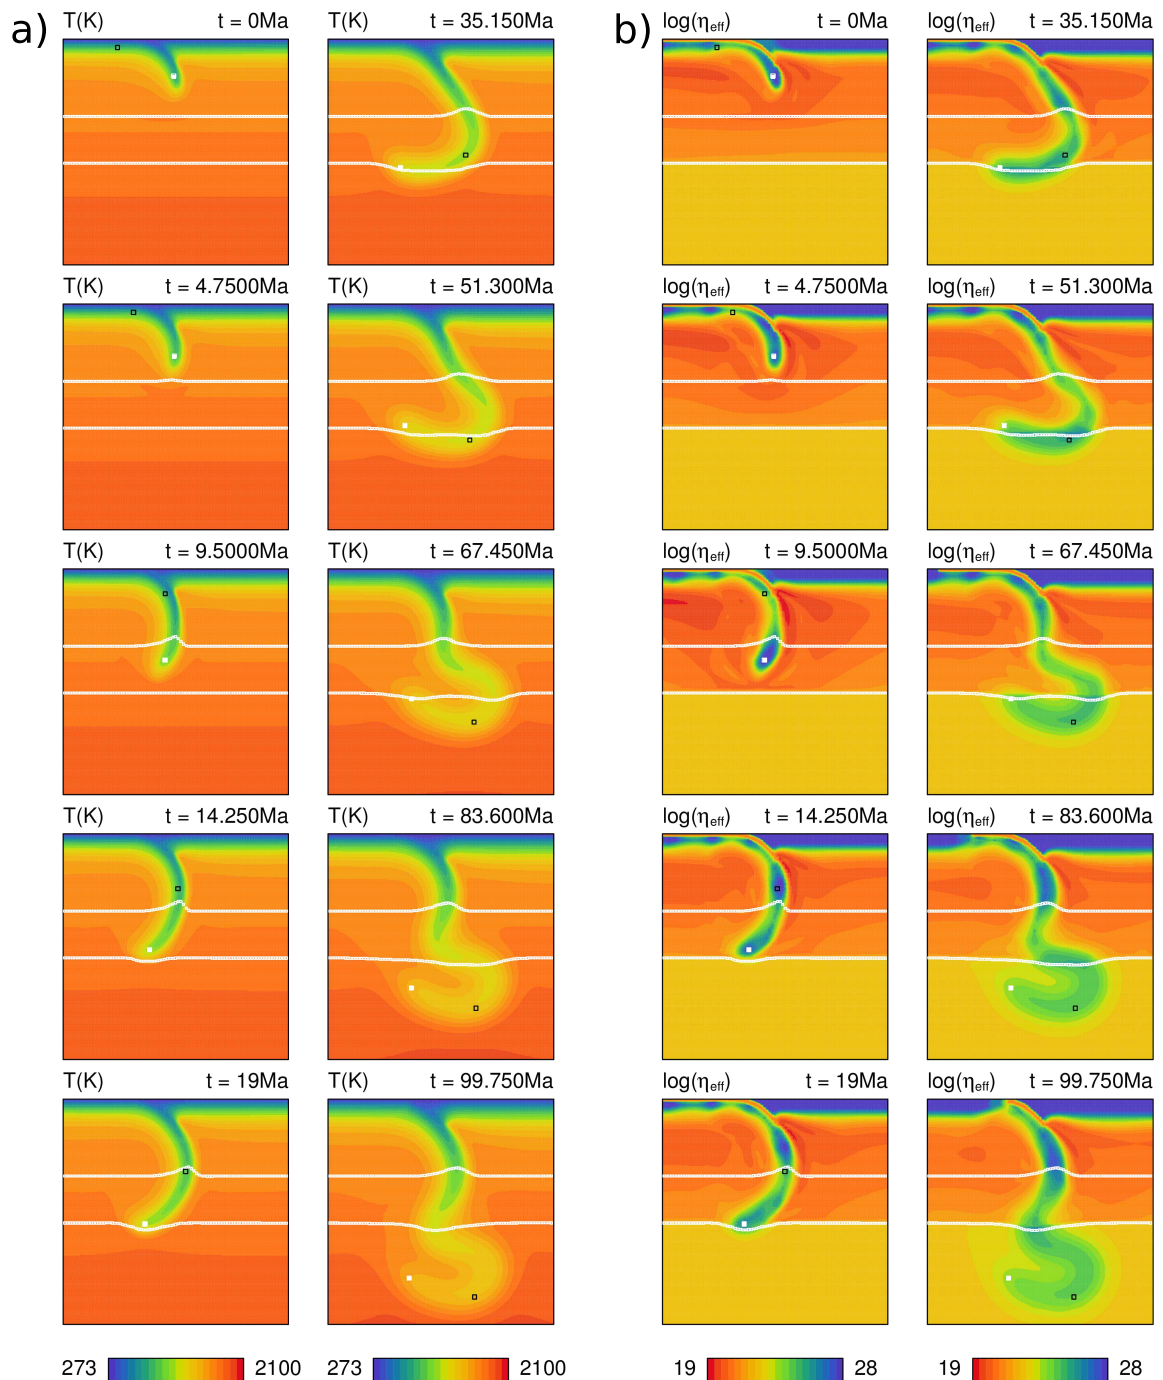 a) T(K) t = 0Ma T(K) t = 35.150Ma b) log(ηeff) t = 0Ma log(ηeff) t = 35.150Ma
T(K) t = 4.7500Ma T(K) t = 51.300Ma log(ηeff) t = 4.7500Ma log(ηeff) t = 51.300Ma
T(K) t = 9.5000Ma T(K) t = 67.450Ma log(ηeff) t = 9.5000Ma log(ηeff) t = 67.450Ma
T(K) t = 14.250Ma T(K) t = 83.600Ma log(ηeff) t = 14.250Ma log(ηeff) t = 83.600Ma
T(K) t = 19Ma T(K) t = 99.750Ma log(ηeff) t = 19Ma log(ηeff) t = 99.750Ma
273 2100 273 2100 19 28 19 28